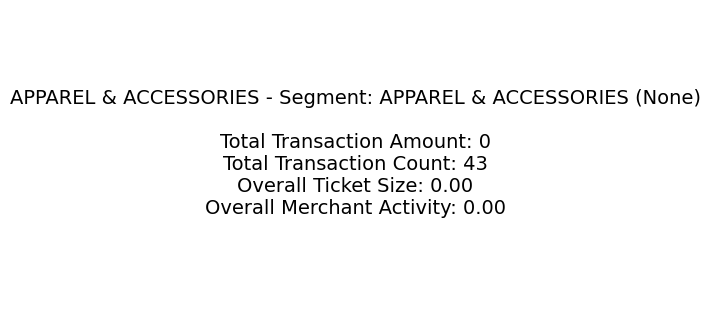 APPAREL & ACCESSORIES - Segment: APPAREL & ACCESSORIES (None)
Total Transaction Amount: 0
Total Transaction Count: 43
Overall Ticket Size: 0.00
Overall Merchant Activity: 0.00